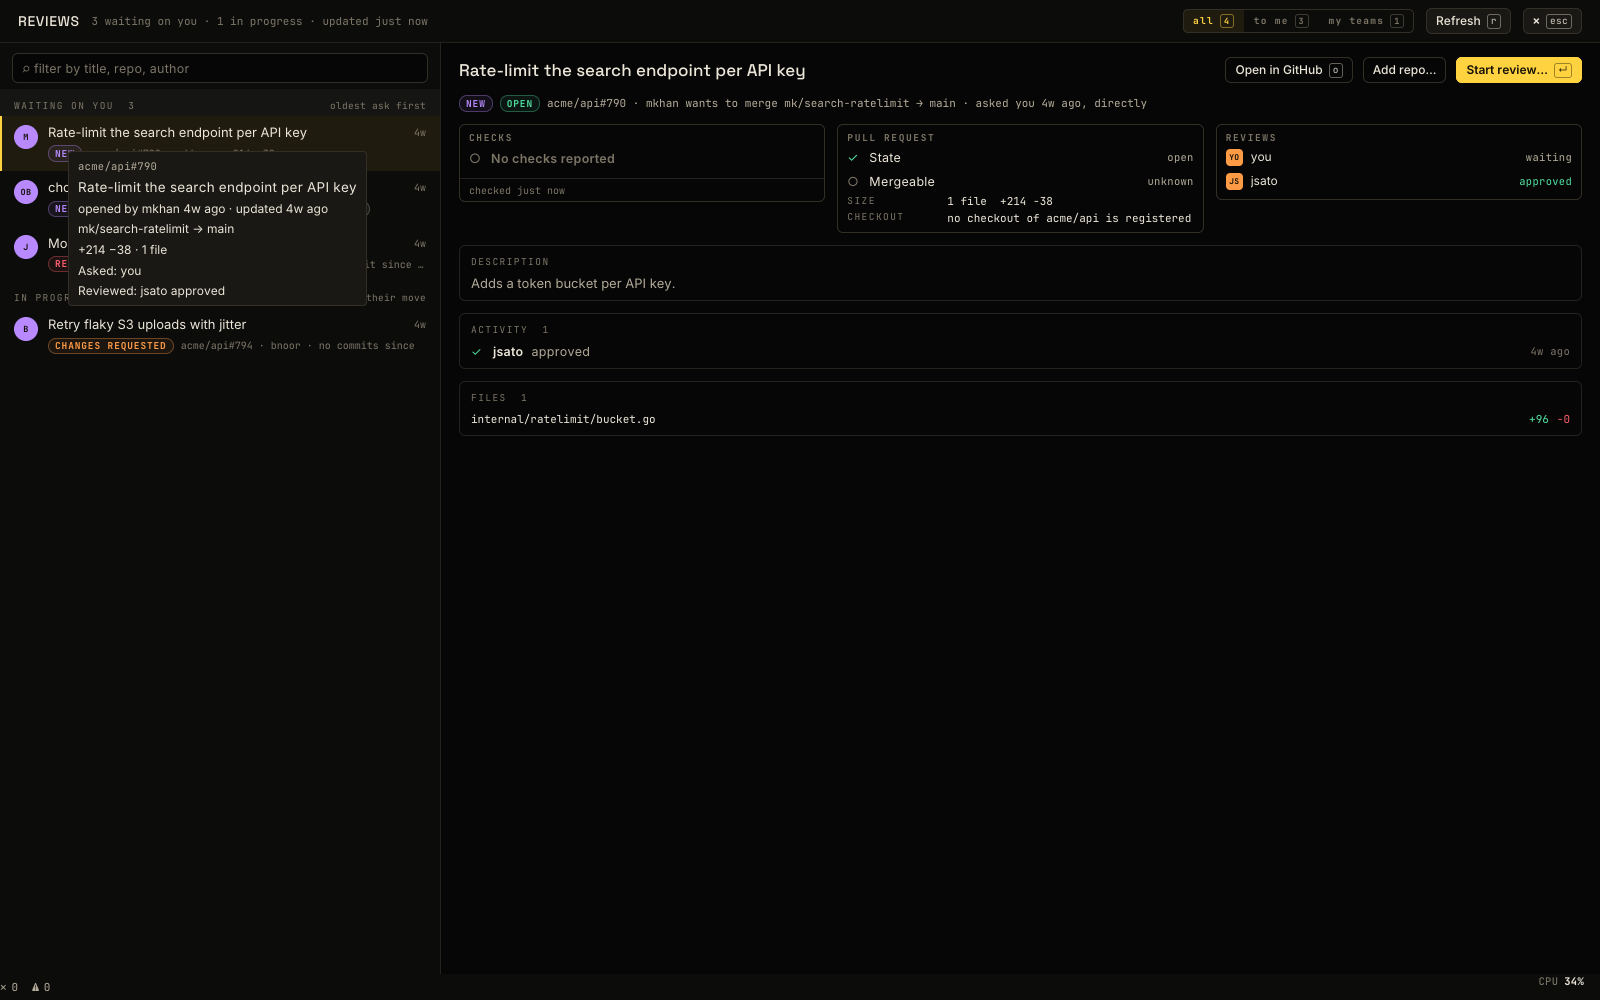 REVIEWS 3 waiting on you · 1 in progress · updated just now
all 4 to me 3 my teams 1 Refresh r × esc
filter by title, repo, author
WAITING ON YOU 3 oldest ask first
M Rate-limit the search endpoint per API key 4w
OB 4w
J 4w
it since …
acme/api#790
Rate-limit the search endpoint per API key
opened by mkhan 4w ago · updated 4w ago
mk/search-ratelimit → main
+214 −38 · 1 file
Asked: you
Reviewed: jsato approved
their move
B Retry flaky S3 uploads with jitter 4w
CHANGES REQUESTED acme/api#794 · bnoor · no commits since
Rate-limit the search endpoint per API key
Open in GitHub o Add repo... Start review... ↵
NEW OPEN acme/api#790 · mkhan wants to merge mk/search-ratelimit → main · asked you 4w ago, directly
CHECKS
No checks reported
checked just now
PULL REQUEST
✓ State open
Mergeable unknown
SIZE 1 file +214 -38
CHECKOUT no checkout of acme/api is registered
REVIEWS
YO you waiting
JS jsato approved
DESCRIPTION
Adds a token bucket per API key.
ACTIVITY 1
✓ jsato approved 4w ago
FILES 1
internal/ratelimit/bucket.go +96 -0
× 0 ▲ 0
CPU 34%